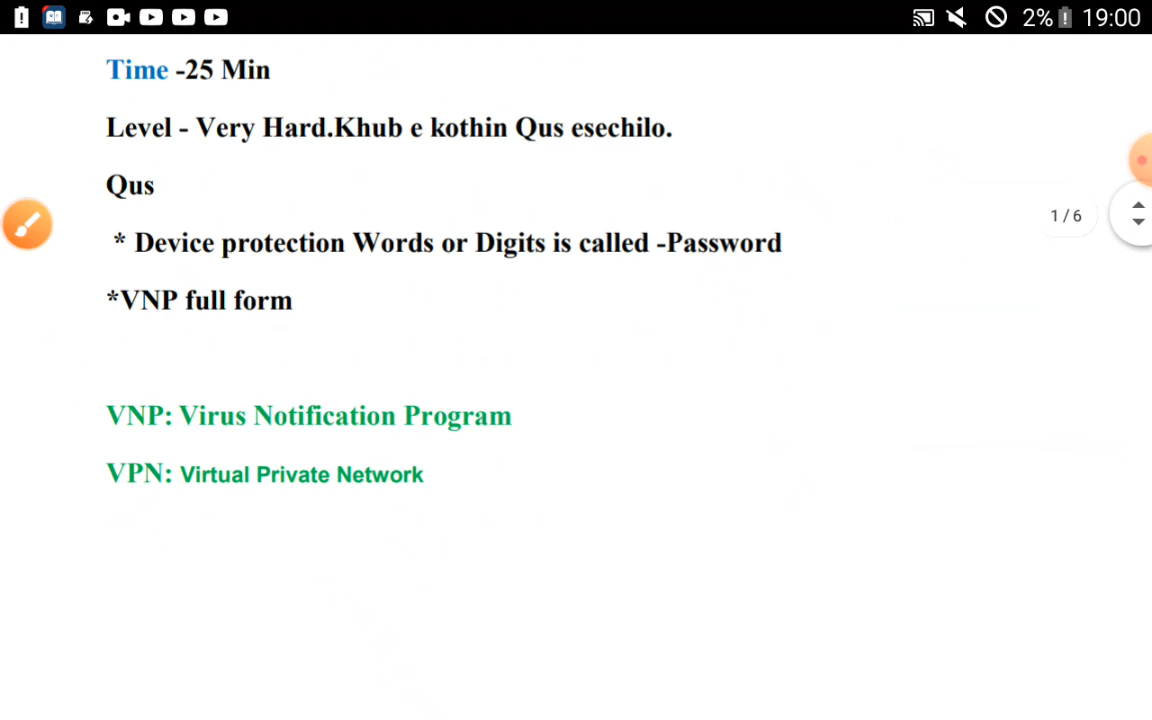 2% 19:00
Time -25 Min
Level - Very Hard.Khub e kothin Qus esechilo.
Qus
1 / 6
* Device protection Words or Digits is called -Password
*VNP full form
VNP: Virus Notification Program
VPN: Virtual Private Network